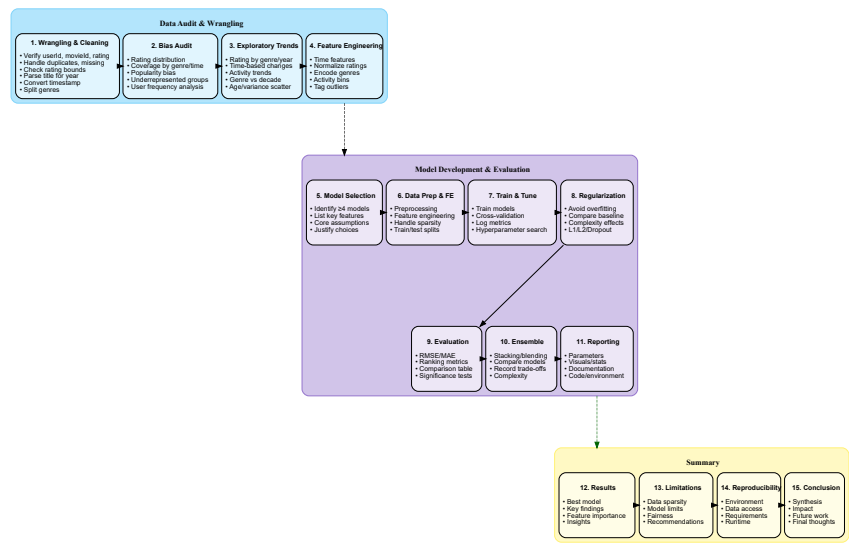 Data Audit & Wrangling
1. Wrangling & Cleaning
• Verify userId, movieId, rating
• Handle duplicates, missing
• Check rating bounds
• Parse title for year
• Convert timestamp
• Split genres
2. Bias Audit
• Rating distribution
• Coverage by genre/time
• Popularity bias
• Underrepresented groups
• User frequency analysis
3. Exploratory Trends
• Rating by genre/year
• Time-based changes
• Activity trends
• Genre vs decade
• Age/variance scatter
4. Feature Engineering
• Time features
• Normalize ratings
• Encode genres
• Activity bins
• Tag outliers
Model Development & Evaluation
5. Model Selection
• Identify ≥4 models
• List key features
• Core assumptions
• Justify choices
6. Data Prep & FE
• Preprocessing
• Feature engineering
• Handle sparsity
• Train/test splits
7. Train & Tune
• Train models
• Cross-validation
• Log metrics
• Hyperparameter search
8. Regularization
• Avoid overfitting
• Compare baseline
• Complexity effects
• L1/L2/Dropout
9. Evaluation
• RMSE/MAE
• Ranking metrics
• Comparison table
• Significance tests
10. Ensemble
• Stacking/blending
• Compare models
• Record trade-offs
• Complexity
11. Reporting
• Parameters
• Visuals/stats
• Documentation
• Code/environment
Summary
12. Results
• Best model
• Key findings
• Feature importance
• Insights
13. Limitations
• Data sparsity
• Model limits
• Fairness
• Recommendations
14. Reproducibility
• Environment
• Data access
• Requirements
• Runtime
15. Conclusion
• Synthesis
• Impact
• Future work
• Final thoughts